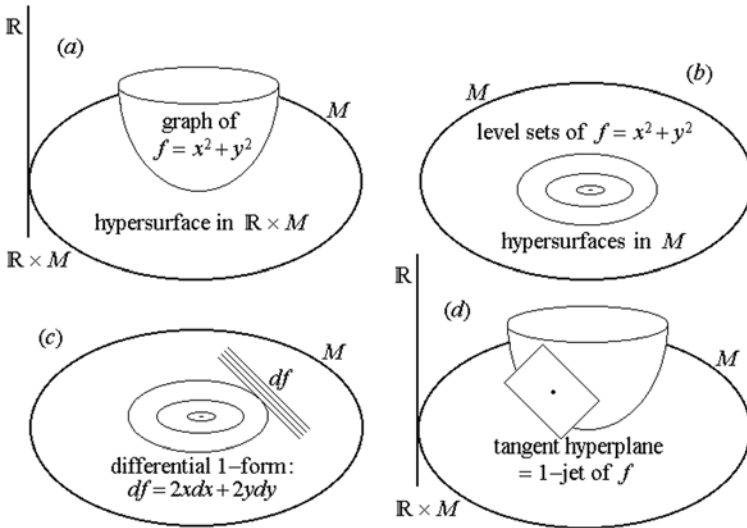 ℝ
(a)
M
graph of
f = x² + y²
hypersurface in ℝ × M
ℝ × M
(b)
M
level sets of f = x² + y²
hypersurfaces in M
(c)
M
df
differential 1–form:
df = 2xdx + 2ydy
ℝ
(d)
M
tangent hyperplane
= 1–jet of f
ℝ × M